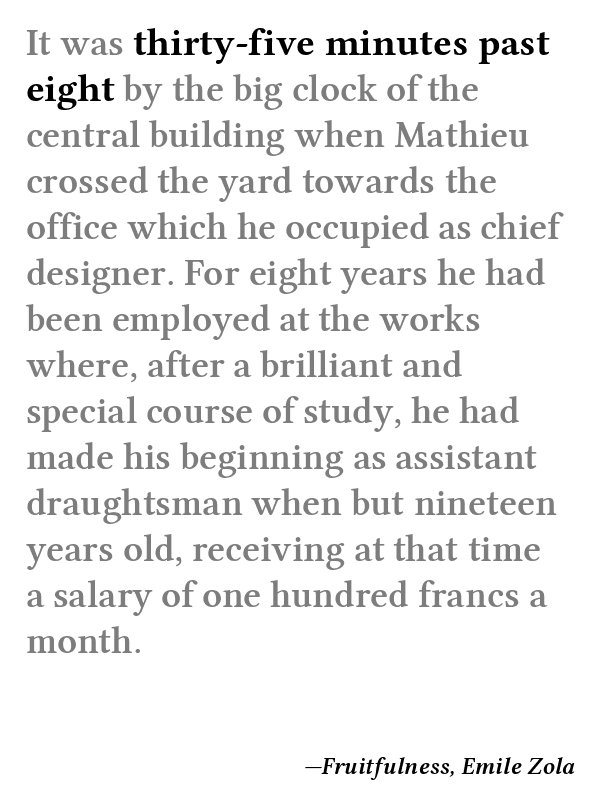 It was thirty-five minutes past
eight by the big clock of the
central building when Mathieu
crossed the yard towards the
office which he occupied as chief
designer. For eight years he had
been employed at the works
where, after a brilliant and
special course of study, he had
made his beginning as assistant
draughtsman when but nineteen
years old, receiving at that time
a salary of one hundred francs a
month.
—Fruitfulness, Emile Zola